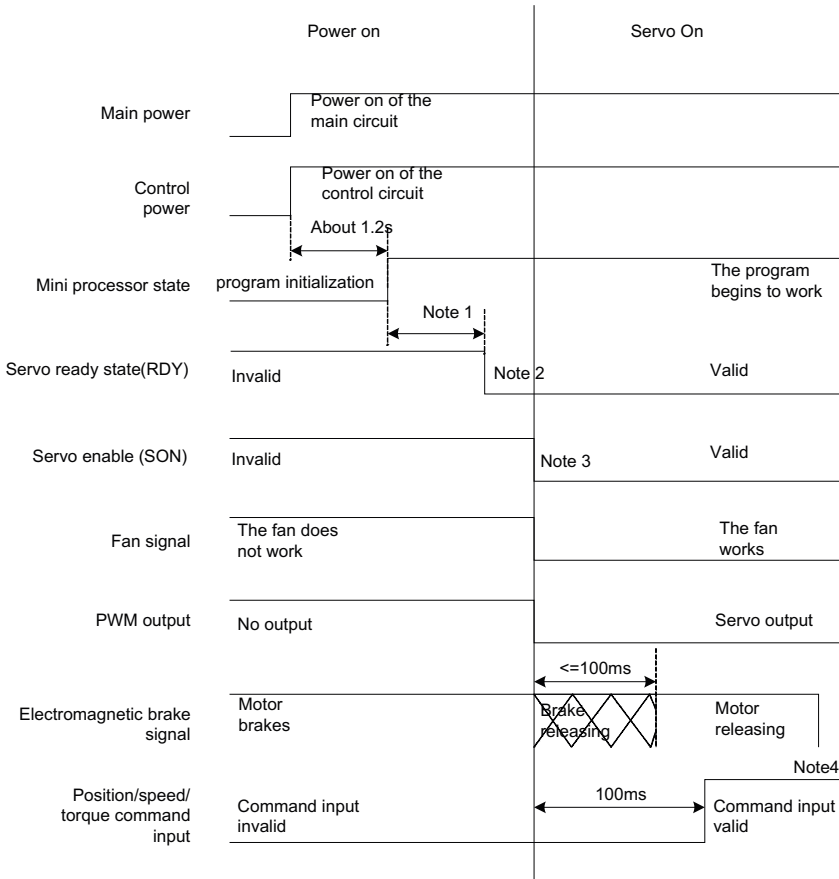 Power on
Servo On
Main power
Power on of the
main circuit
Control
power
Power on of the
control circuit
About 1.2s
Mini processor state
program initialization
The program
begins to work
Note 1
Servo ready state(RDY)
Invalid
Note 2
Valid
Servo enable (SON)
Invalid
Note 3
Valid
Fan signal
The fan does
not work
The fan
works
PWM output
No output
Servo output
<=100ms
Electromagnetic brake
signal
Motor
brakes
Brake
releasing
Motor
releasing
Note4
Position/speed/
torque command
input
Command input
invalid
100ms
Command input
valid